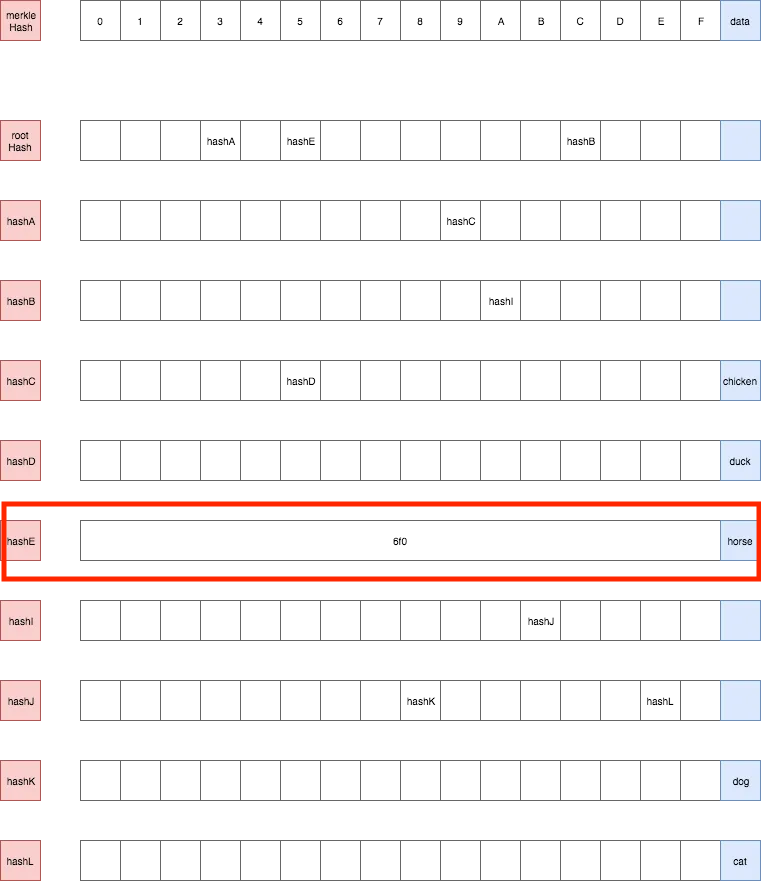 merkle
Hash 0 1 2 3 4 5 6 7 8 9 A B C D E F data
root
Hash hashA hashE hashB
hashA hashC
hashB hashI
hashC hashD chicken
hashD duck
hashE 6f0 horse
hashI hashJ
hashJ hashK hashL
hashK dog
hashL cat